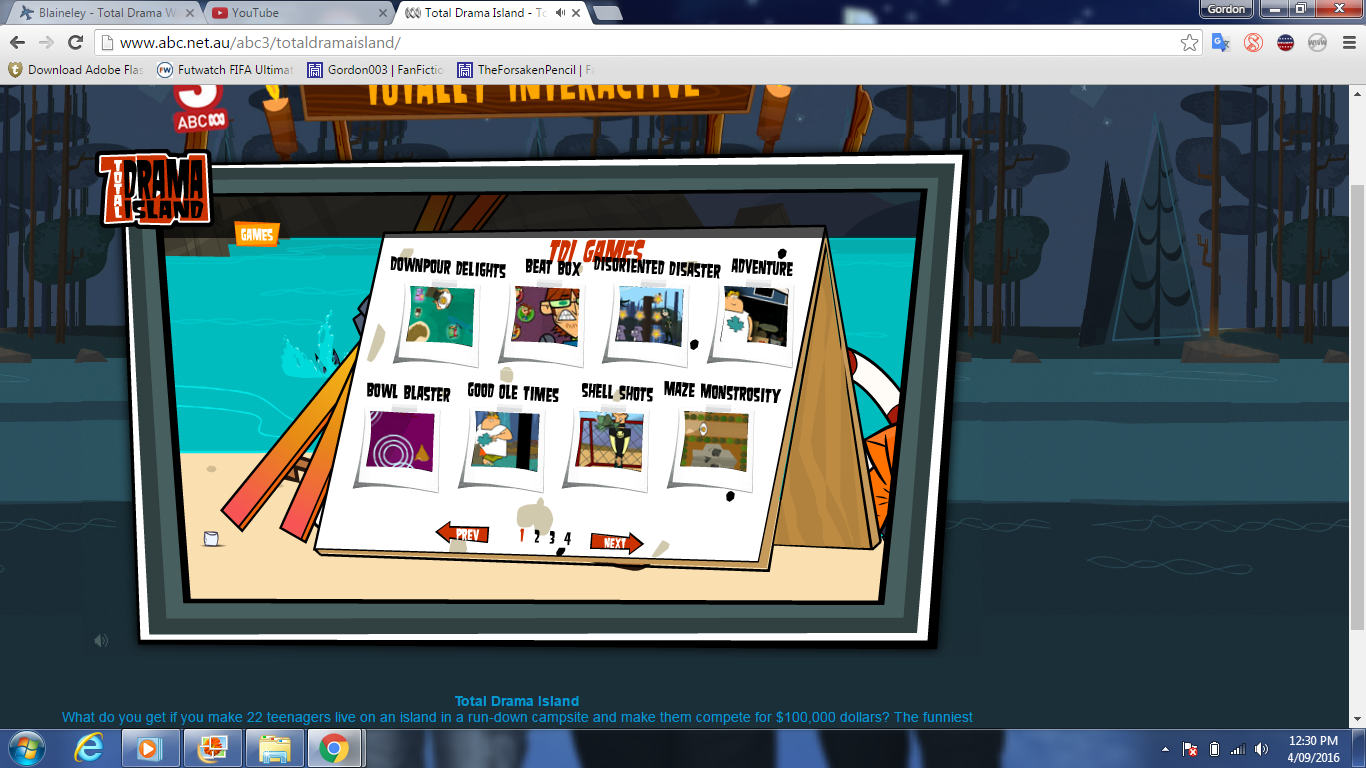 Blaineley - Total Drama W
YouTube
Total Drama Island - To
Gordon
www.abc.net.au/abc3/totaldramaisland/
Download Adobe Flas
Futwatch FIFA Ultimat
Gordon003 | FanFictio
TheForsakenPencil | F
TOTALLY INTERACTIVE
3
ABC
TOTAL DRAMA ISLAND
GAMES
TDI GAMES
DOWNPOUR DELIGHTS BEAT BOX DISORIENTED DISASTER ADVENTURE
BOWL BLASTER GOOD OLE TIMES SHELL SHOTS MAZE MONSTROSITY
PREV 1 2 3 4 NEXT
Total Drama Island
What do you get if you make 22 teenagers live on an island in a run-down campsite and make them compete for $100,000 dollars? The funniest
12:30 PM
4/09/2016